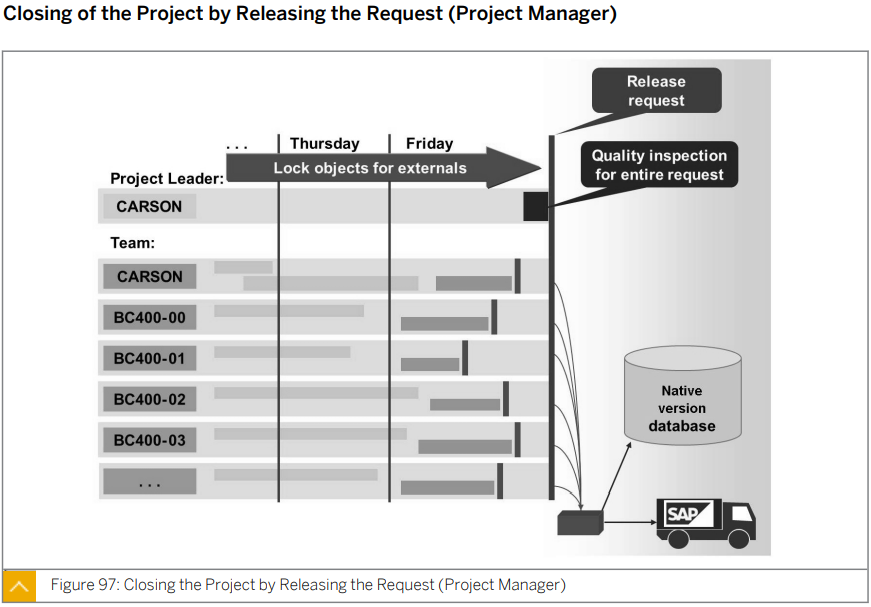 Closing of the Project by Releasing the Request (Project Manager)
Release
request
. . .
Thursday
Friday
Quality inspection
for entire request
Lock objects for externals
Project Leader:
CARSON
Team:
CARSON
BC400-00
BC400-01
BC400-02
BC400-03
. . .
Native
version
database
SAP
Figure 97: Closing the Project by Releasing the Request (Project Manager)